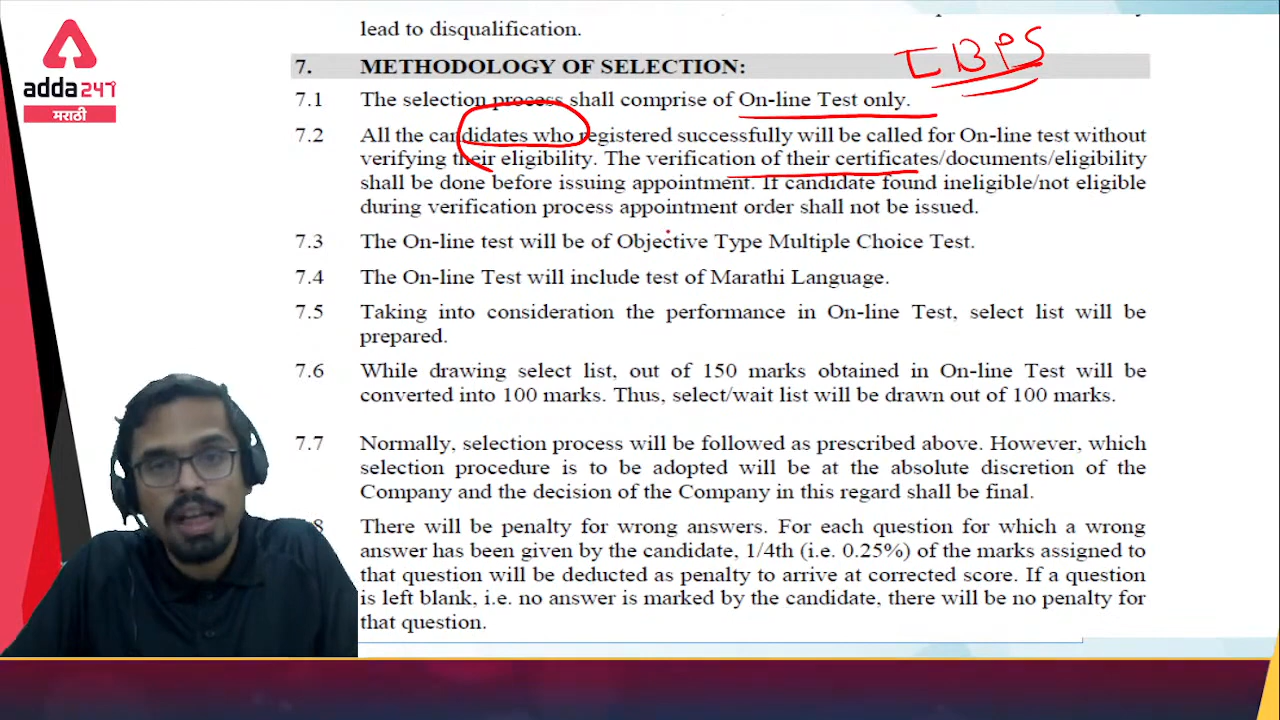 lead to disqualification.
IBPS
7. METHODOLOGY OF SELECTION:
adda247
मराठी
7.1 The selection process shall comprise of On-line Test only.
7.2 All the candidates who registered successfully will be called for On-line test without
verifying their eligibility. The verification of their certificates/documents/eligibility
shall be done before issuing appointment. If candidate found ineligible/not eligible
during verification process appointment order shall not be issued.
7.3 The On-line test will be of Objective Type Multiple Choice Test.
7.4 The On-line Test will include test of Marathi Language.
7.5 Taking into consideration the performance in On-line Test, select list will be
prepared.
7.6 While drawing select list, out of 150 marks obtained in On-line Test will be
converted into 100 marks. Thus, select/wait list will be drawn out of 100 marks.
7.7 Normally, selection process will be followed as prescribed above. However, which
selection procedure is to be adopted will be at the absolute discretion of the
Company and the decision of the Company in this regard shall be final.
8 There will be penalty for wrong answers. For each question for which a wrong
answer has been given by the candidate, 1/4th (i.e. 0.25%) of the marks assigned to
that question will be deducted as penalty to arrive at corrected score. If a question
is left blank, i.e. no answer is marked by the candidate, there will be no penalty for
that question.